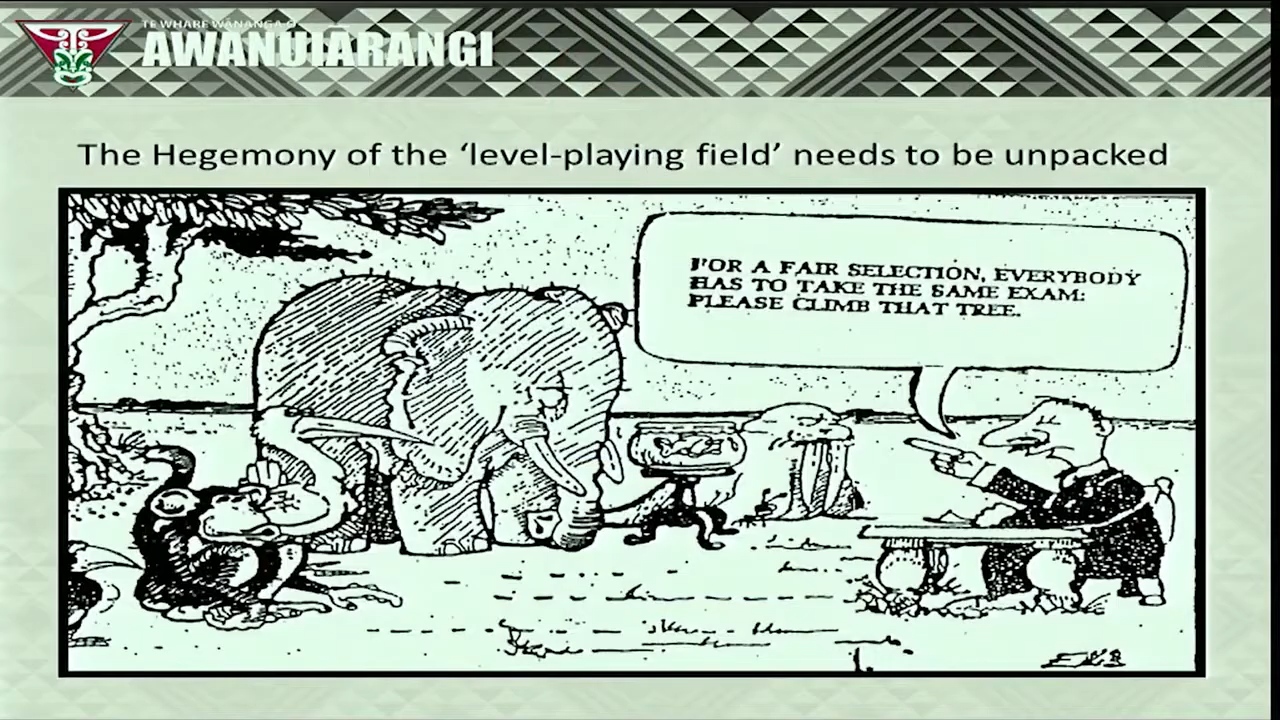 TE WHARE WĀNANGA O
AWANUIARANGI
The Hegemony of the ‘level-playing field’ needs to be unpacked
FOR A FAIR SELECTION, EVERYBODY
HAS TO TAKE THE SAME EXAM:
PLEASE CLIMB THAT TREE.